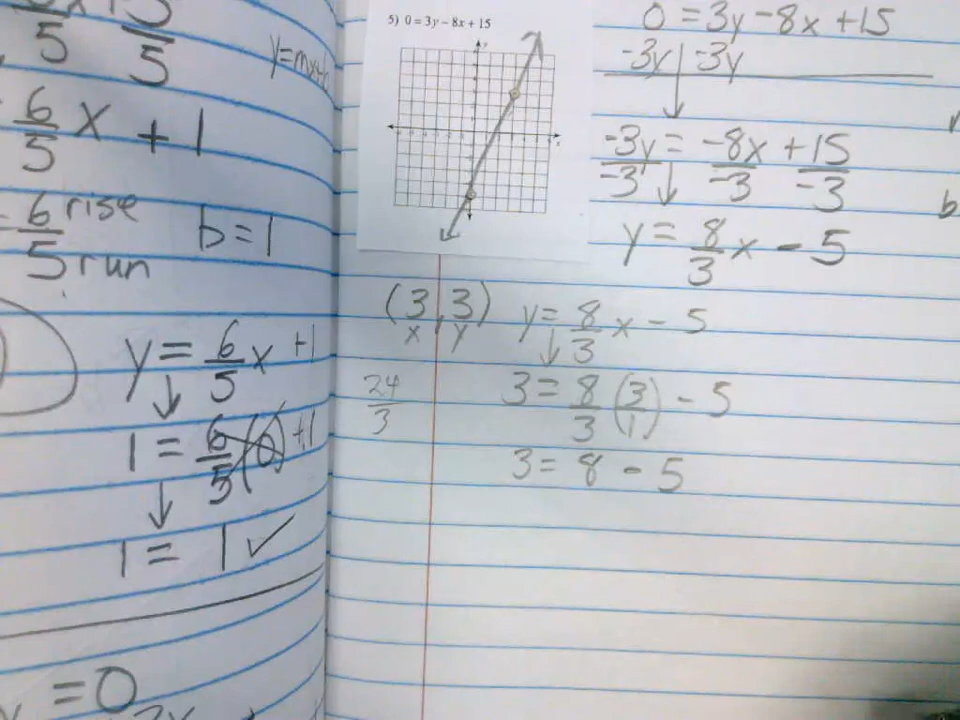 5 5
y=mx+b
6/5 x + 1
= 6/5 rise
run
b = 1
y = 6/5 x +1
1 = 6/5 (0) +1
1 = 1 ✓
= 0
5) 0 = 3y − 8x + 15
0 = 3y - 8x + 15
-3y -3y
-3y/-3 = -8x/-3 + 15/-3
y = 8/3 x - 5
(3, 3)
x y
y = 8/3 x - 5
24/3
3 = 8/3 (3/1) - 5
3 = 8 - 5
b